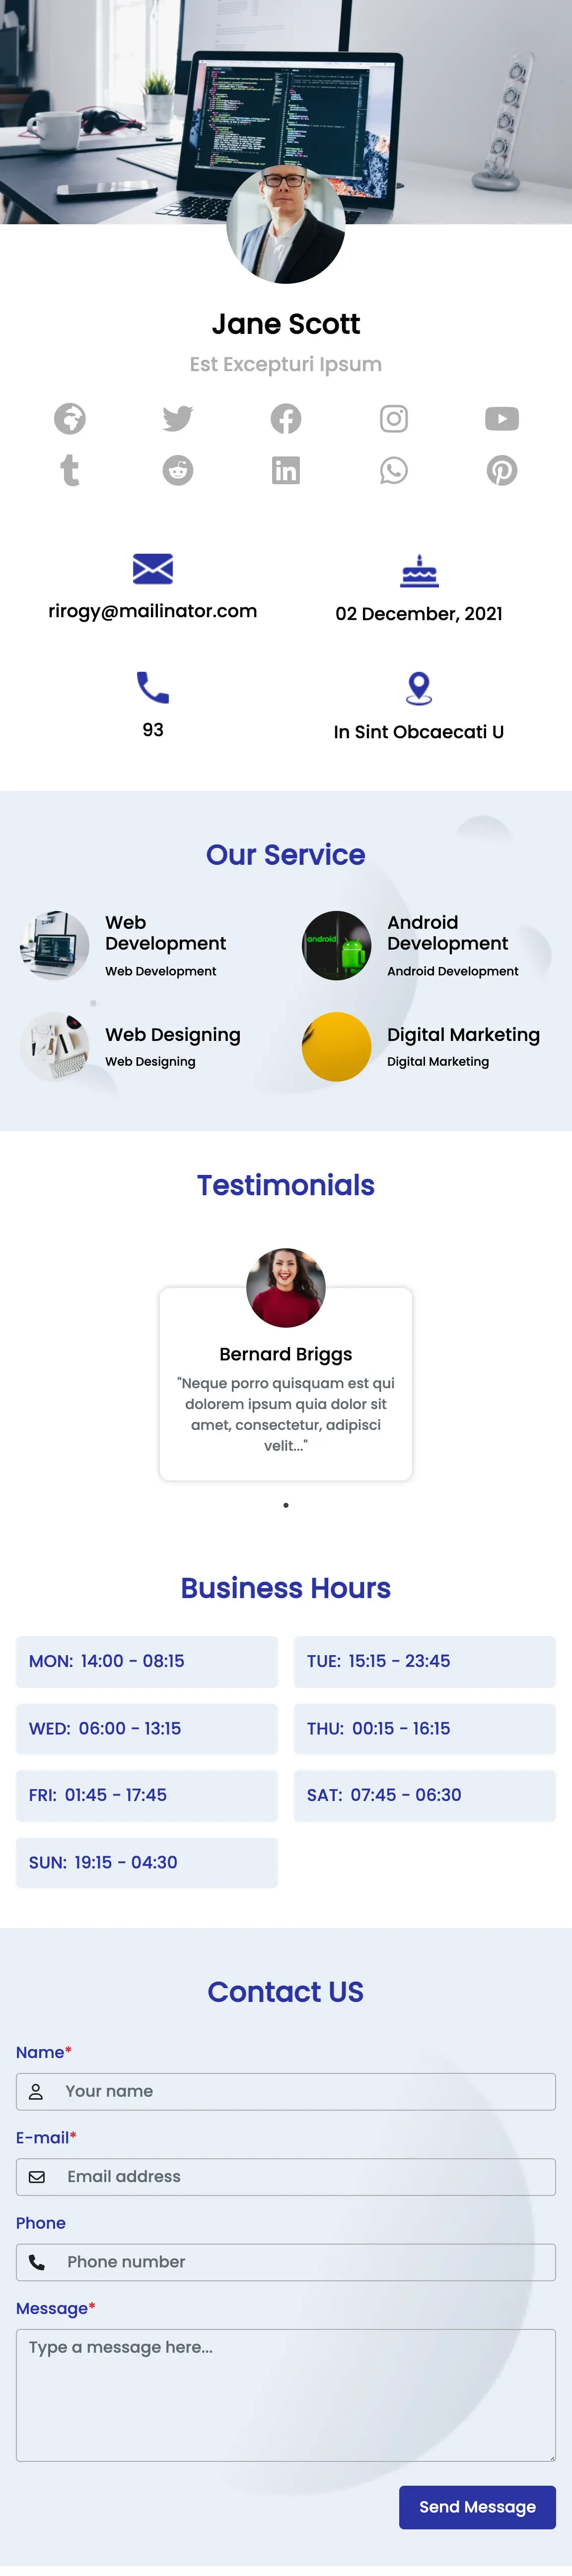 Jane Scott
Est Excepturi Ipsum
rirogy@mailinator.com
02 December, 2021
93
In Sint Obcaecati U
Our Service
Web
Development
Web Development
android
Android
Development
Android Development
Web Designing
Web Designing
Digital Marketing
Digital Marketing
Testimonials
Bernard Briggs
"Neque porro quisquam est qui
dolorem ipsum quia dolor sit
amet, consectetur, adipisci
velit..."
Business Hours
MON: 14:00 - 08:15
TUE: 15:15 - 23:45
WED: 06:00 - 13:15
THU: 00:15 - 16:15
FRI: 01:45 - 17:45
SAT: 07:45 - 06:30
SUN: 19:15 - 04:30
Contact US
Name*
Your name
E-mail*
Email address
Phone
Phone number
Message*
Type a message here...
Send Message